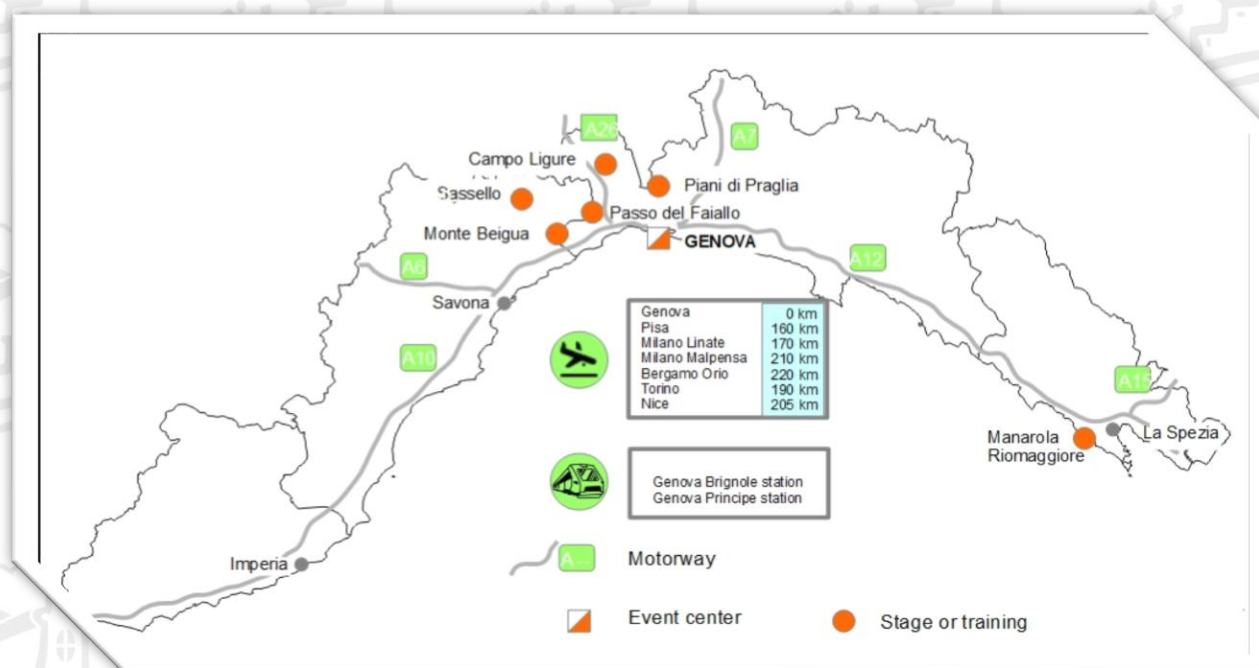 A26
A7
Campo Ligure
Piani di Praglia
Sassello
Passo del Faiallo
Monte Beigua
GENOVA
A12
A6
Savona
A10
Genova 0 km
Pisa 160 km
Milano Linate 170 km
Milano Malpensa 210 km
Bergamo Orio 220 km
Torino 190 km
Nice 205 km
A15
La Spezia
Manarola
Riomaggiore
Genova Brignole station
Genova Principe station
Imperia
A... Motorway
Event center
Stage or training